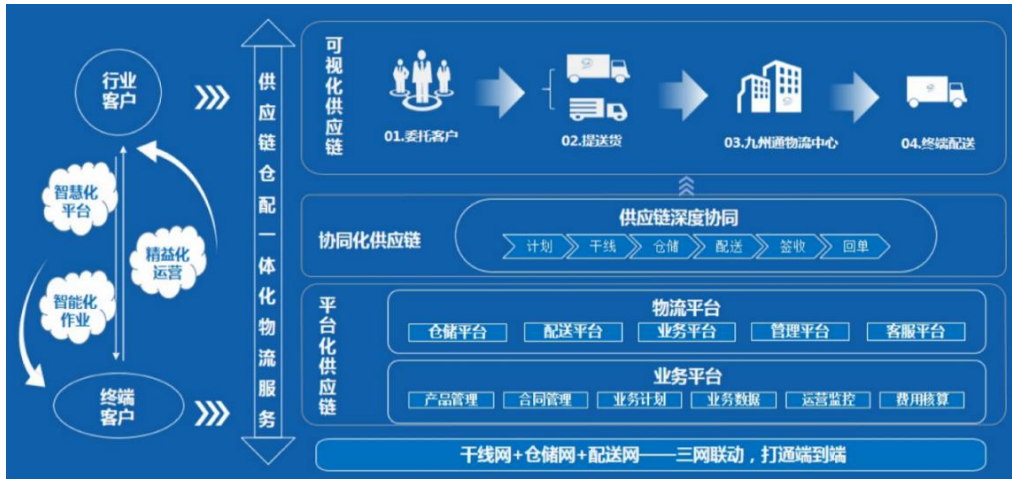 行业
客户
智慧化
平台
精益化
运营
智能化
作业
终端
客户
供应链仓配一体化物流服务
可视化供应链
01.委托客户
02.提送货
03.九州通物流中心
04.终端配送
协同化供应链
供应链深度协同
计划
干线
仓储
配送
签收
回单
平台化供应链
物流平台
仓储平台
配送平台
业务平台
管理平台
客服平台
业务平台
产品管理
合同管理
业务计划
业务数据
运营监控
费用核算
干线网+仓储网+配送网——三网联动，打通端到端